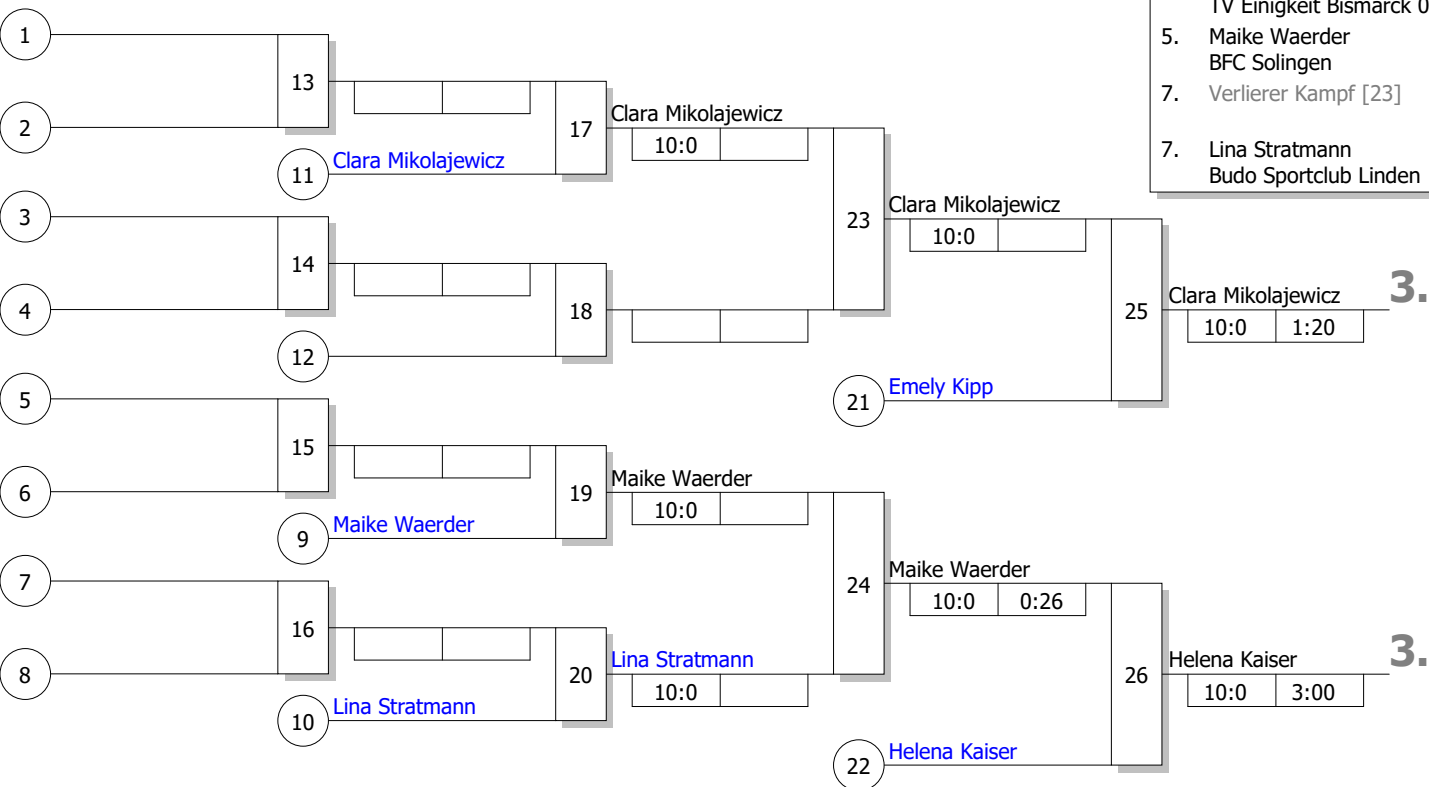 TV Einigkeit Bismarck 0
5. Maike Waerder
BFC Solingen
7. Verlierer Kampf [23]
7. Lina Stratmann
Budo Sportclub Linden
1
13
2
17
Clara Mikolajewicz
10:0
11
Clara Mikolajewicz
3
23
Clara Mikolajewicz
10:0
14
4
18
25
Clara Mikolajewicz
3.
10:0 1:20
12
5
21
Emely Kipp
15
6
19
Maike Waerder
10:0
9
Maike Waerder
7
24
Maike Waerder
10:0 0:26
16
8
20
Lina Stratmann
10:0
26
Helena Kaiser
3.
10:0 3:00
10
Lina Stratmann
22
Helena Kaiser